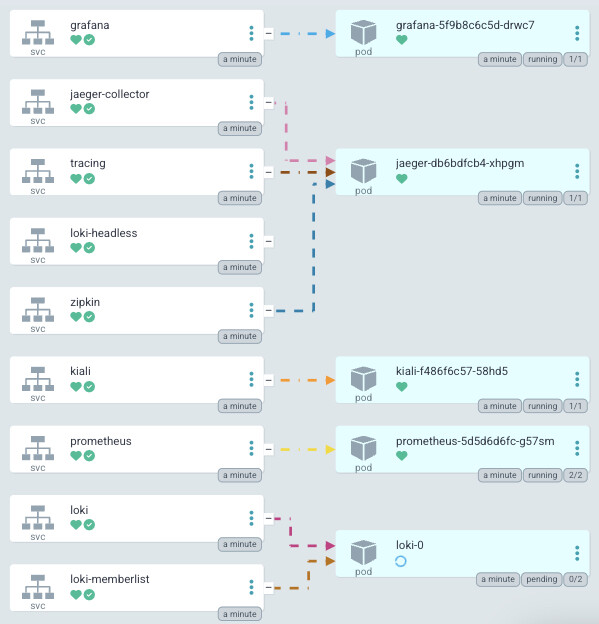 grafana
svc
a minute
grafana-5f9b8c6c5d-drwc7
pod
a minute running 1/1
jaeger-collector
svc
a minute
tracing
svc
a minute
jaeger-db6bdfcb4-xhpgm
pod
a minute running 1/1
loki-headless
svc
a minute
zipkin
svc
a minute
kiali
svc
a minute
kiali-f486f6c57-58hd5
pod
a minute running 1/1
prometheus
svc
a minute
prometheus-5d5d6d6fc-g57sm
pod
a minute running 2/2
loki
svc
a minute
loki-0
pod
a minute pending 0/2
loki-memberlist
svc
a minute